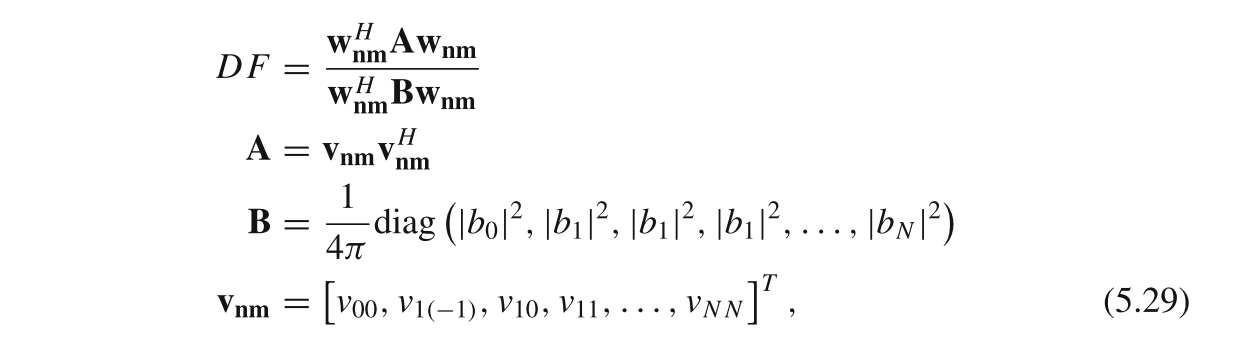 DF = \frac{\mathbf{w_{nm}^{H}} \mathbf{A} \mathbf{w_{nm}}}{\mathbf{w_{nm}^{H}} \mathbf{B} \mathbf{w_{nm}}}
\mathbf{A} = \mathbf{v_{nm}} \mathbf{v_{nm}^{H}}
\mathbf{B} = \frac{1}{4\pi} \text{diag} \left( |b_0|^2, |b_1|^2, |b_1|^2, |b_1|^2, \ldots, |b_N|^2 \right)
\mathbf{v_{nm}} = \left[ v_{00}, v_{1(-1)}, v_{10}, v_{11}, \ldots, v_{NN} \right]^T, (5.29)